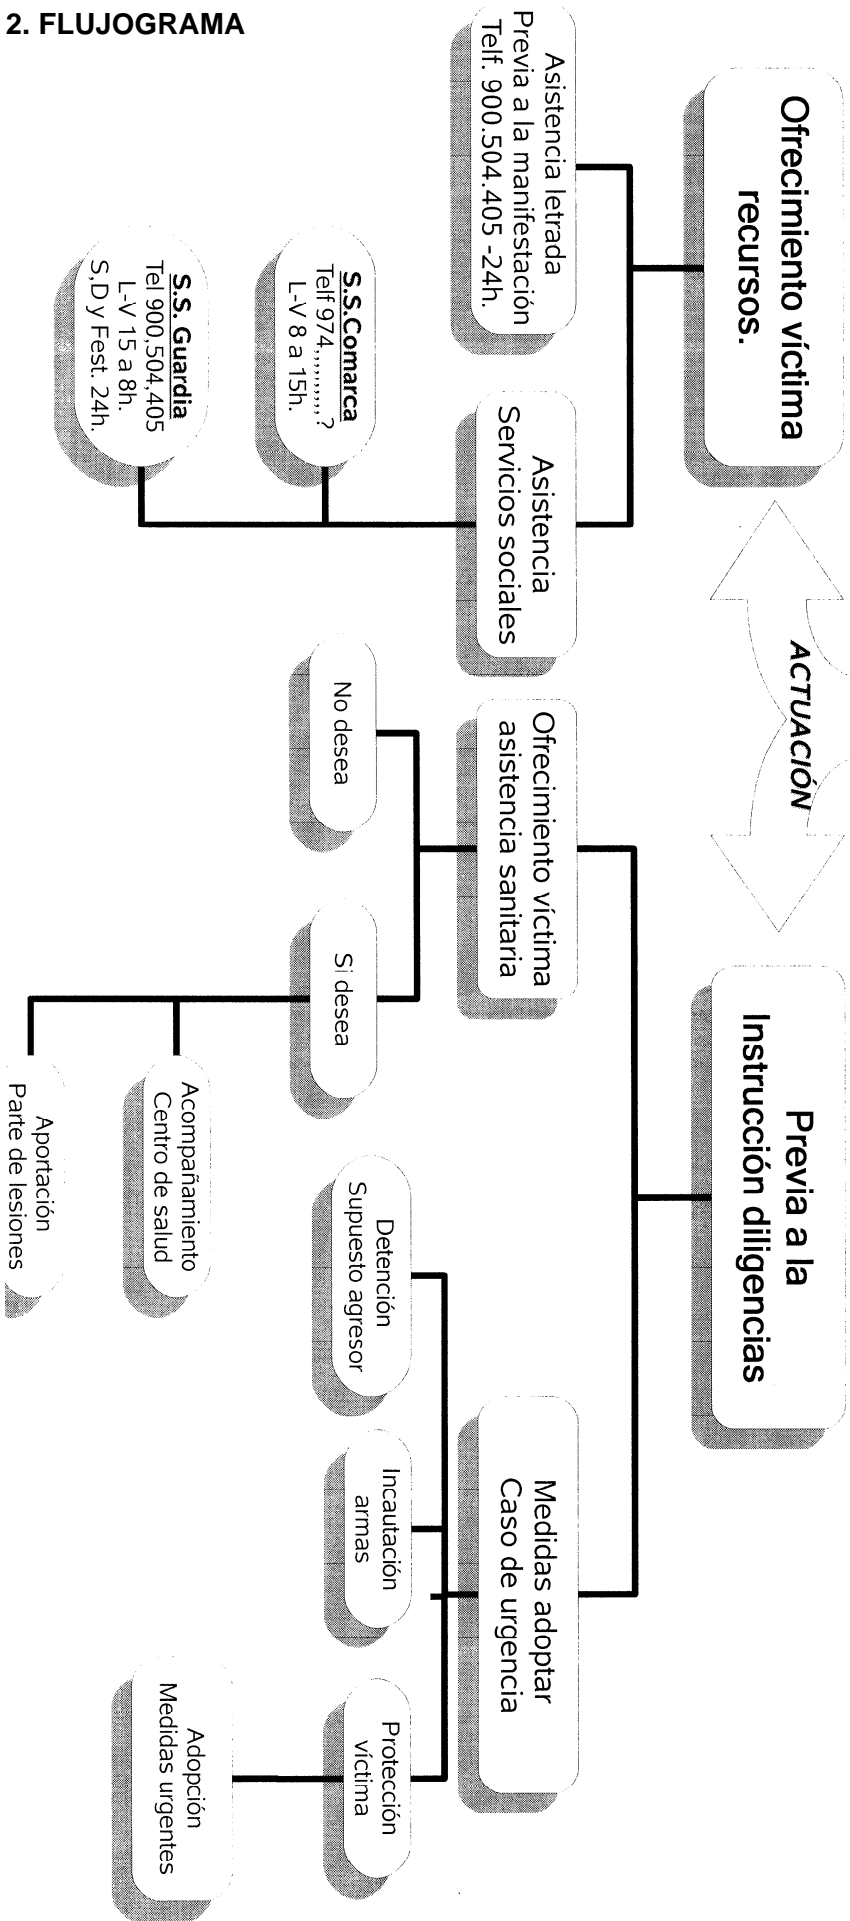 2. FLUJOGRAMA
ACTUACIÓN
Ofrecimiento víctima
recursos.
Asistencia letrada
Previa a la manifestación
Telf. 900.504.405 -24h.
Asistencia
Servicios sociales
S.S.Comarca
Telf 974,,,,,,,,,?
L-V 8 a 15h.
S.S. Guardia
Tel 900,504,405
L-V 15 a 8h.
S,D y Fest. 24h.
Previa a la
Instrucción diligencias
Ofrecimiento víctima
asistencia sanitaria
No desea
Si desea
Acompañamiento
Centro de salud
Aportación
Parte de lesiones
Medidas adoptar
Caso de urgencia
Detención
Supuesto agresor
Incautación
armas
Protección
víctima
Adopción
Medidas urgentes